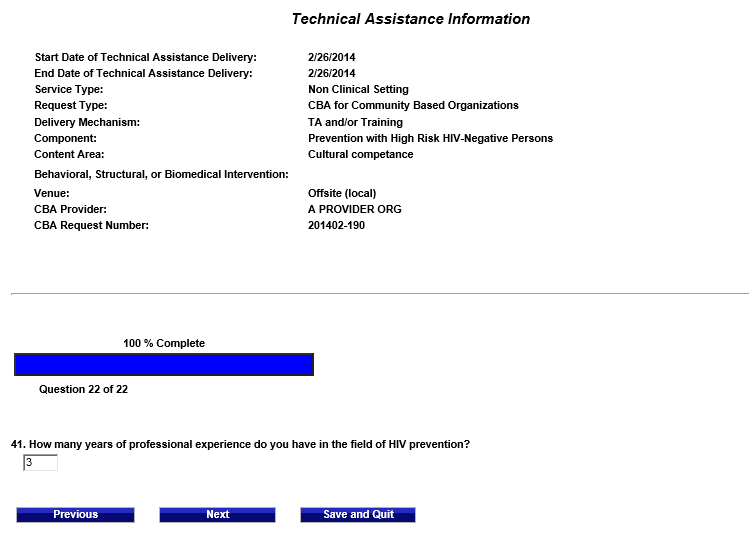 Technical Assistance Information
Start Date of Technical Assistance Delivery: 2/26/2014
End Date of Technical Assistance Delivery: 2/26/2014
Service Type: Non Clinical Setting
Request Type: CBA for Community Based Organizations
Delivery Mechanism: TA and/or Training
Component: Prevention with High Risk HIV-Negative Persons
Content Area: Cultural competance
Behavioral, Structural, or Biomedical Intervention:
Venue: Offsite (local)
CBA Provider: A PROVIDER ORG
CBA Request Number: 201402-190
100 % Complete
Question 22 of 22
41. How many years of professional experience do you have in the field of HIV prevention?
3
Previous Next Save and Quit